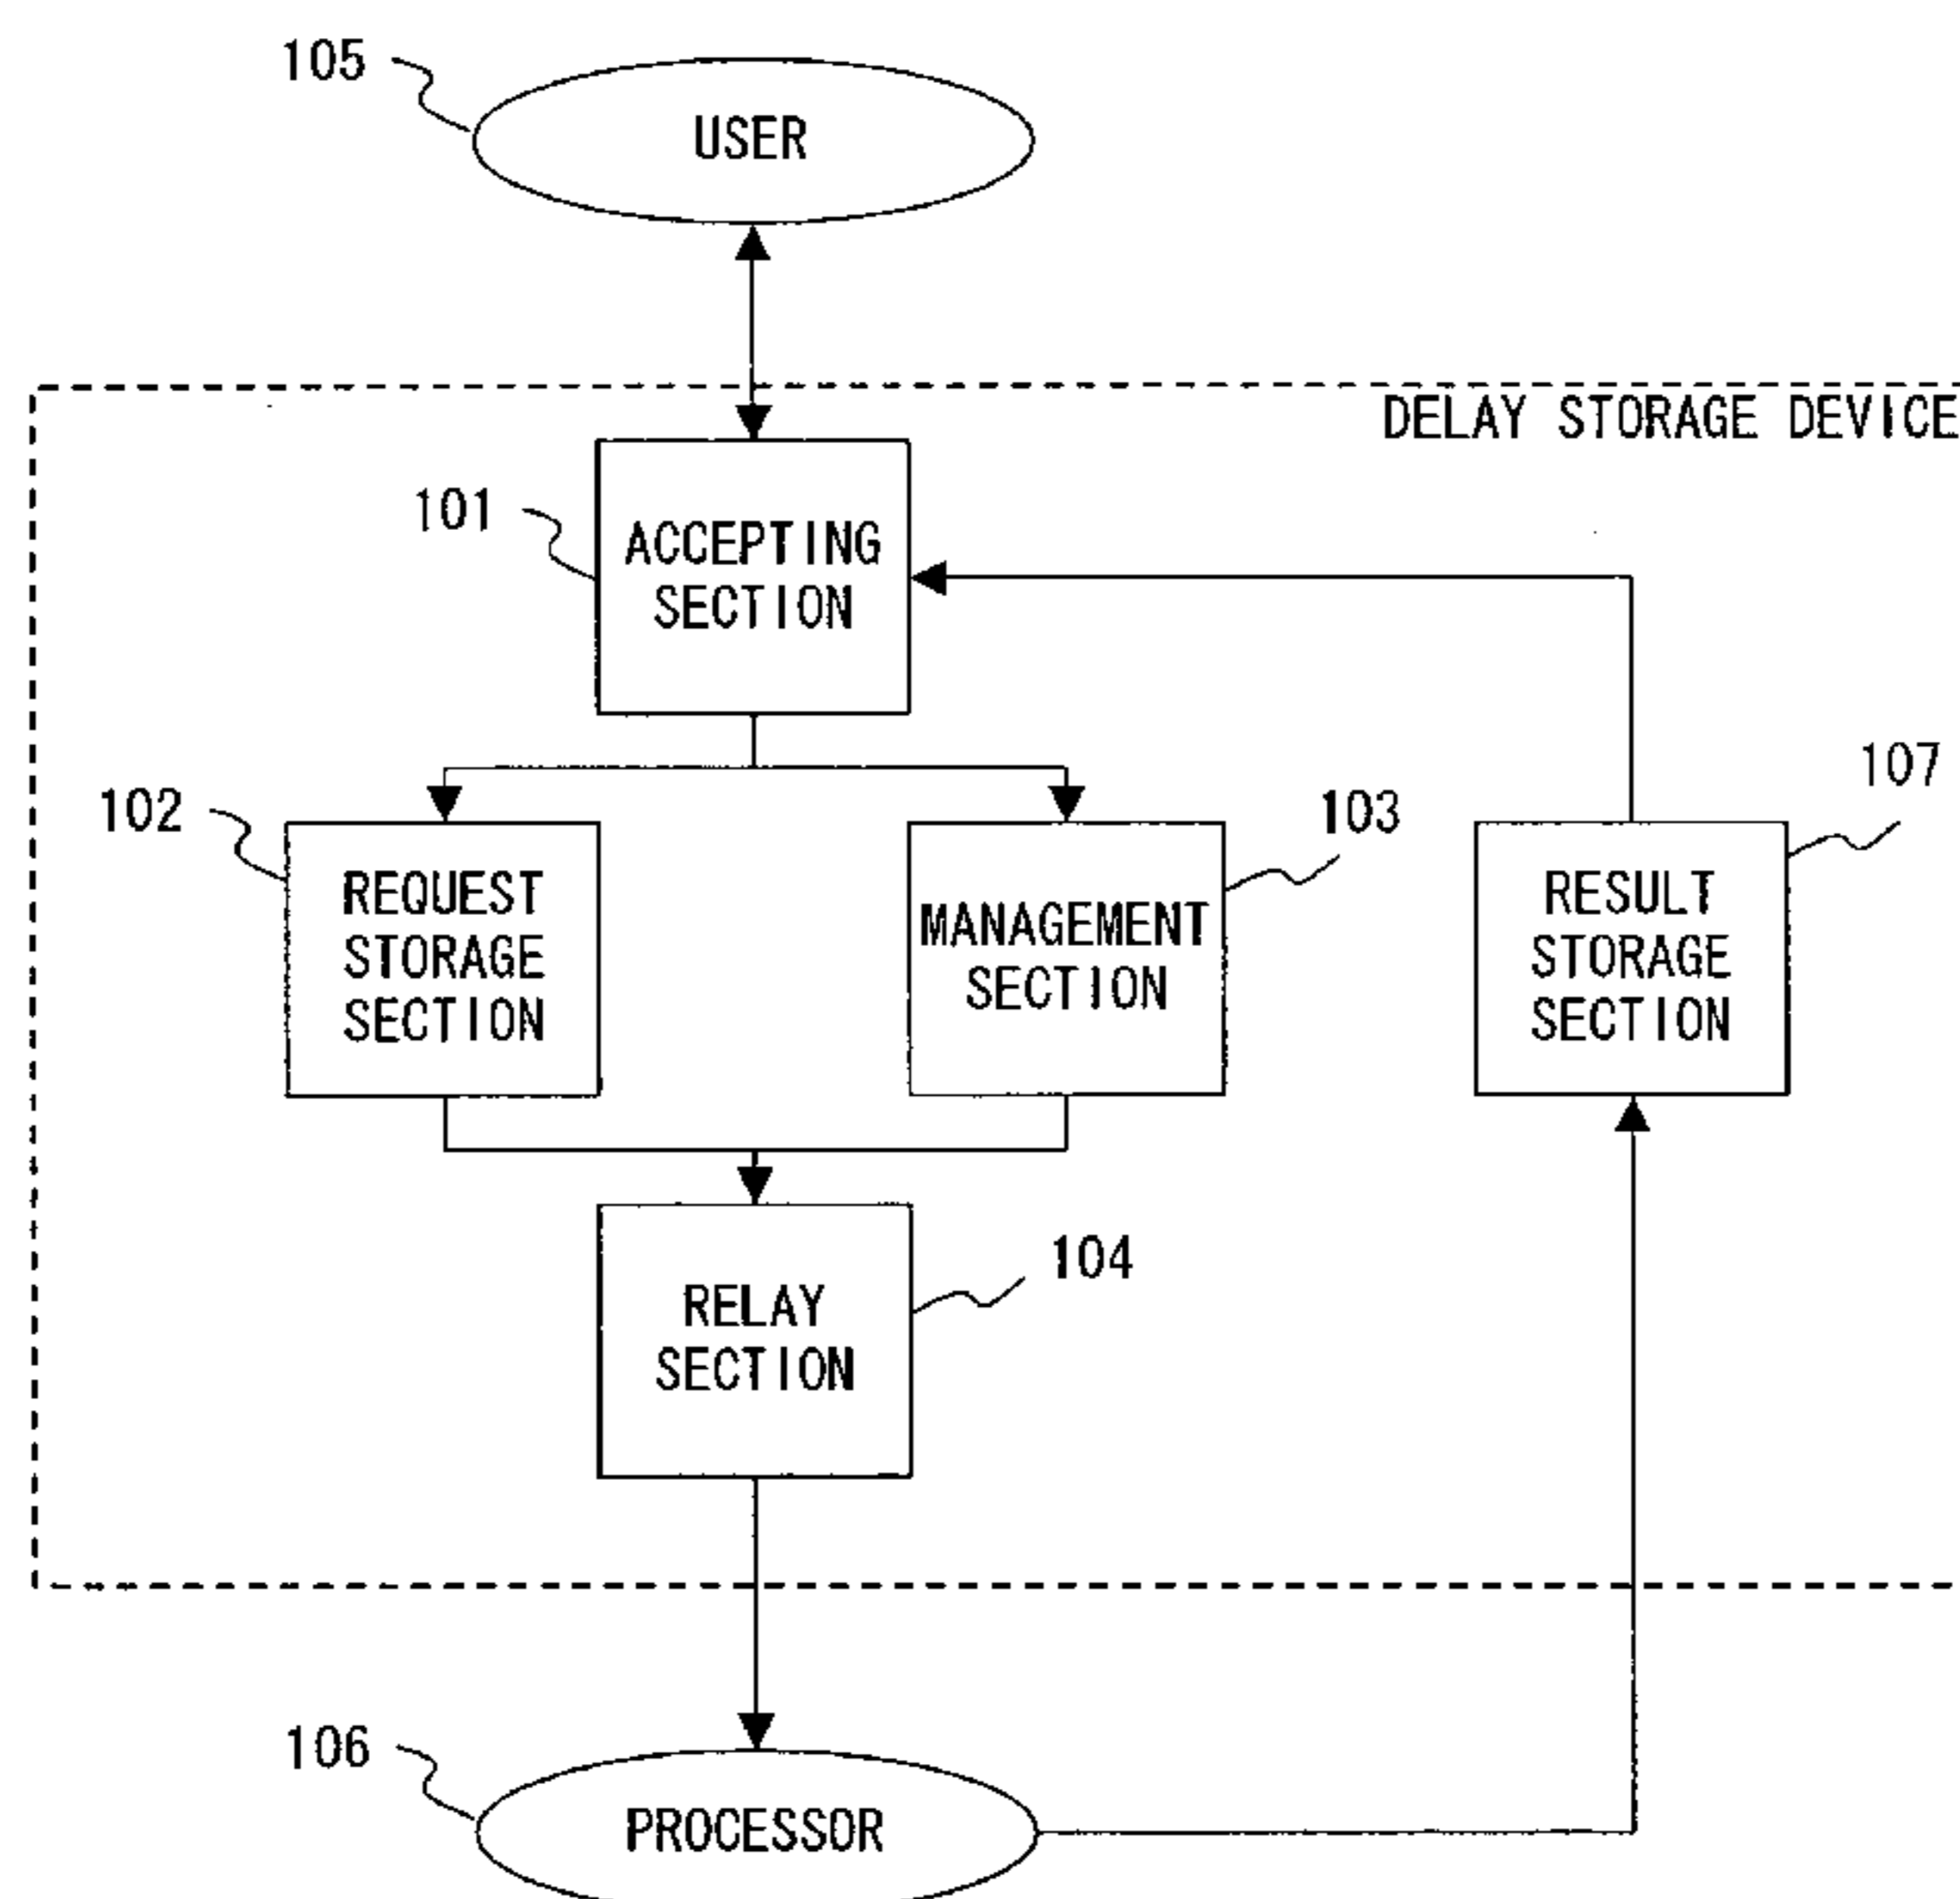 105
USER
DELAY STORAGE DEVICE
101
ACCEPTING
SECTION
107
102
103
REQUEST
STORAGE
SECTION
MANAGEMENT
SECTION
RESULT
STORAGE
SECTION
104
RELAY
SECTION
106
PROCESSOR